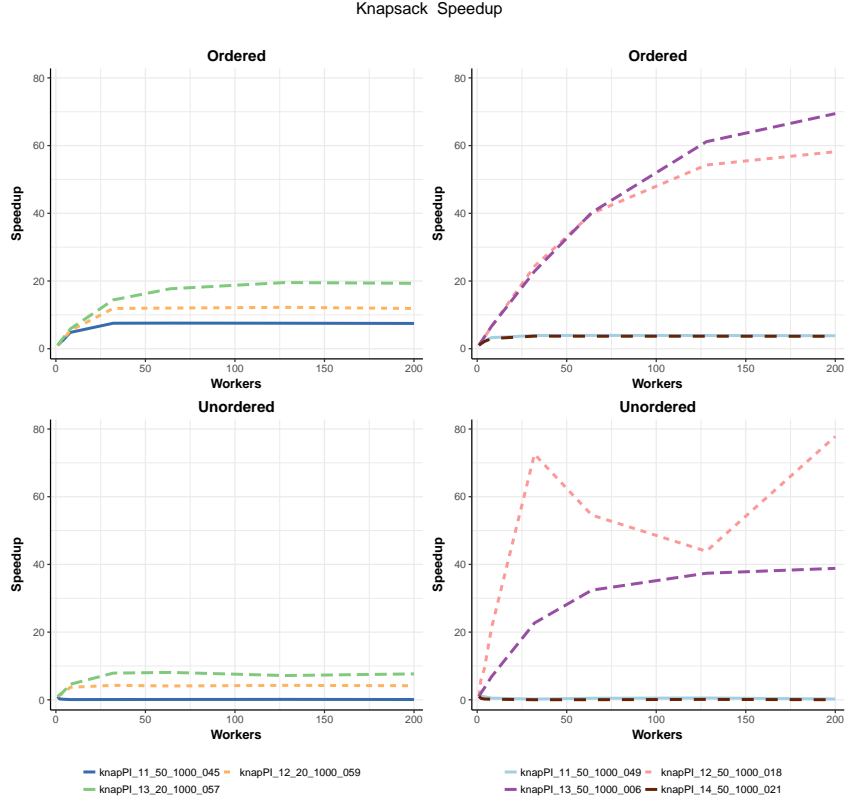 Knapsack Speedup
Ordered
80
60
40
20
0
Speedup
0 50 100 150 200
Workers
Ordered
80
60
40
20
0
Speedup
0 50 100 150 200
Workers
Unordered
80
60
40
20
0
Speedup
0 50 100 150 200
Workers
Unordered
80
60
40
20
0
Speedup
0 50 100 150 200
Workers
knapPI_11_50_1000_045 knapPI_12_20_1000_059
knapPI_13_20_1000_057
knapPI_11_50_1000_049 knapPI_12_50_1000_018
knapPI_13_50_1000_006 knapPI_14_50_1000_021